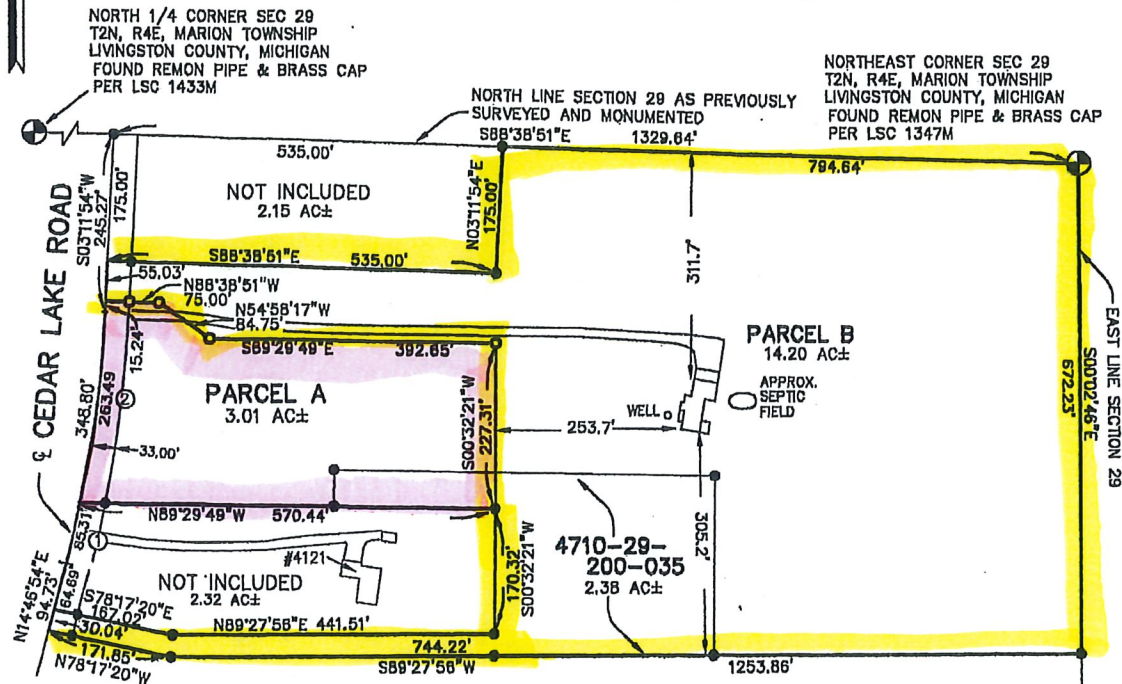 NORTH 1/4 CORNER SEC 29
T2N, R4E, MARION TOWNSHIP
LIVINGSTON COUNTY, MICHIGAN
FOUND REMON PIPE & BRASS CAP
PER LSC 1433M
NORTH LINE SECTION 29 AS PREVIOUSLY
SURVEYED AND MONUMENTED
NORTHEAST CORNER SEC 29
T2N, R4E, MARION TOWNSHIP
LIVINGSTON COUNTY, MICHIGAN
FOUND REMON PIPE & BRASS CAP
PER LSC 1347M
S88°38'51"E 1329.64'
535.00'
794.64'
NOT INCLUDED
2.15 AC±
S03°11'54"W
245.27'
175.00'
N03°11'54"E
175.00'
S88°38'51"E 535.00'
55.03'
N88°38'51"W
75.00'
N54°58'17"W
84.75'
15.24'
S89°29'49"E 392.65'
311.7'
PARCEL B
14.20 AC±
APPROX.
SEPTIC
FIELD
WELL
253.7'
EAST LINE SECTION 29
S00°02'46"E
672.23'
℄ CEDAR LAKE ROAD
PARCEL A
3.01 AC±
348.80'
263.49
2
33.00'
S00°32'21"W
227.31'
N89°29'49"W 570.44'
85.31'
1
#4121
NOT INCLUDED
2.32 AC±
4710-29-
200-035
2.38 AC±
305.2'
170.32'
S00°32'21"W
N14°46'54"E
94.73'
64.69'
S78°17'20"E
167.02'
30.04'
N89°27'56"E 441.51'
171.85'
N78°17'20"W
744.22'
S89°27'56"W
1253.86'